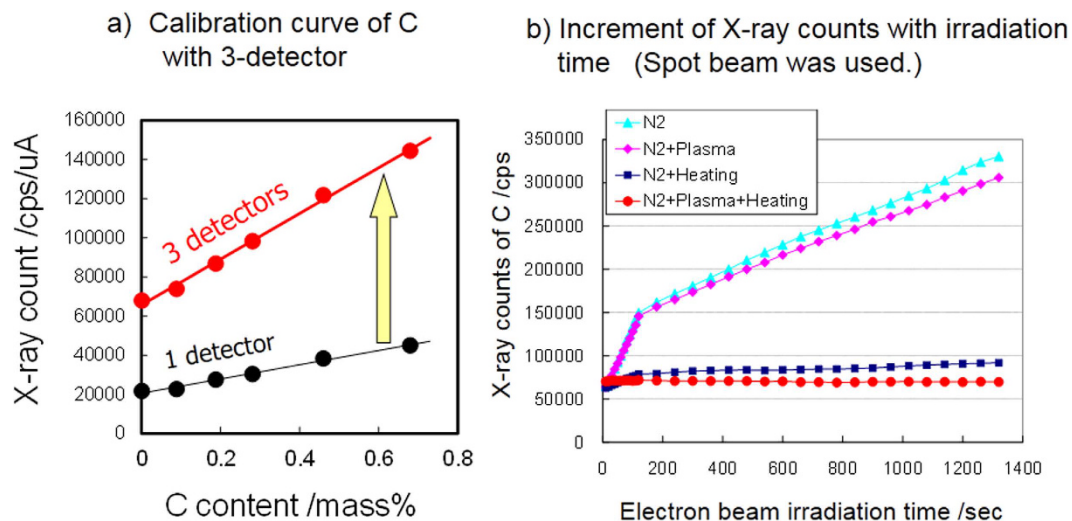 a) Calibration curve of C
with 3-detector
X-ray count /cps/uA
160000
140000
120000
100000
80000
60000
40000
20000
0
3 detectors
1 detector
0 0.2 0.4 0.6 0.8
C content /mass%
b) Increment of X-ray counts with irradiation
time (Spot beam was used.)
N2
N2+Plasma
N2+Heating
N2+Plasma+Heating
X-ray counts of C /cps
350000
300000
250000
200000
150000
100000
50000
0
0 200 400 600 800 1000 1200 1400
Electron beam irradiation time /sec